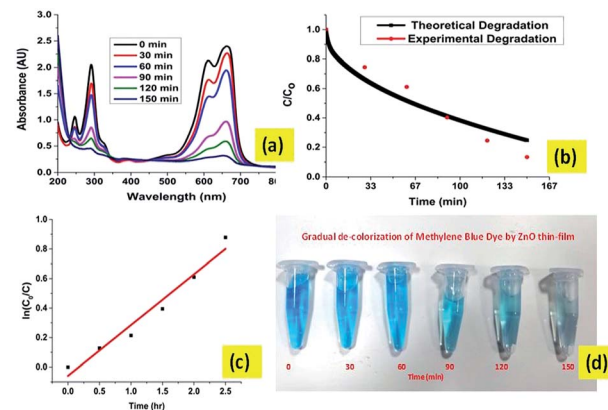 3.0
2.5
2.0
1.5
1.0
0.5
0.0
Absorbance (AU)
0 min
30 min
60 min
90 min
120 min
150 min
(a)
200 300 400 500 600 700
Wavelength (nm)
1.0
0.8
0.6
0.4
0.2
0.0
C/C₀
Theoretical Degradation
Experimental Degradation
(b)
0 33 67 100 133 167
Time (min)
1.0
0.8
0.6
0.4
0.2
0.0
ln(C₀/C)
(c)
0.0 0.5 1.0 1.5 2.0 2.5
Time (hr)
Gradual de-colorization of Methylene Blue Dye by ZnO thin-film
0 30 60 90 120 150
Time(min)
(d)